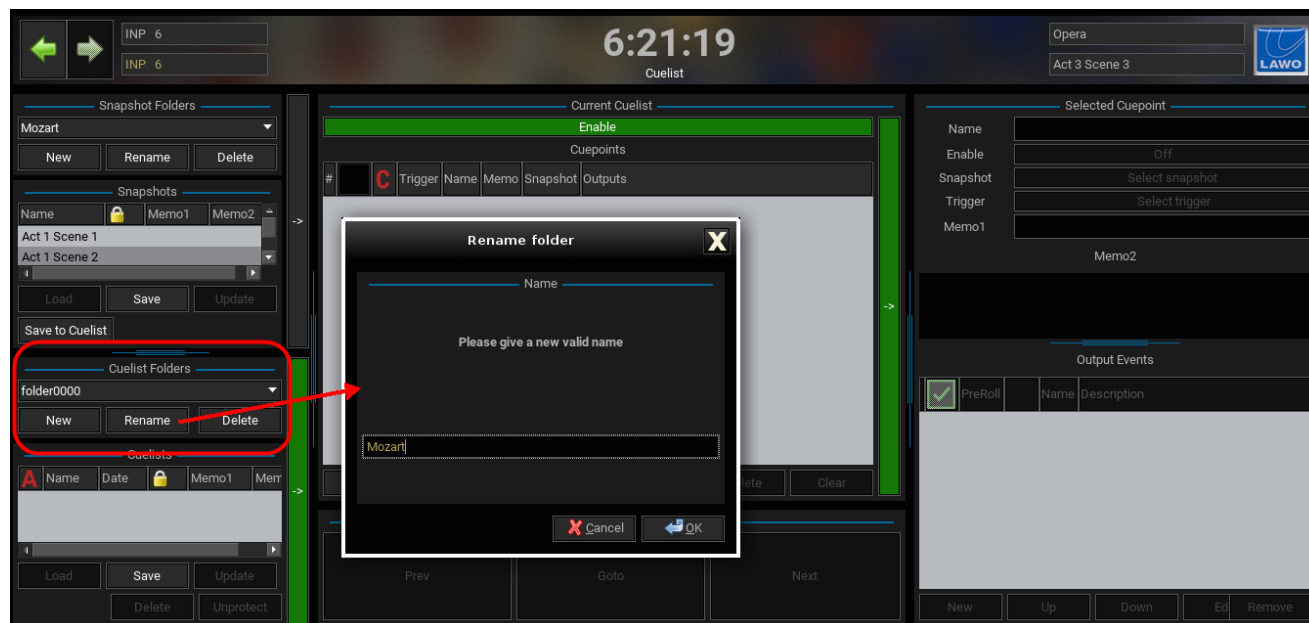 INP 6
INP 6
6:21:19
Cuelist
Opera
Act 3 Scene 3
LAWO
Snapshot Folders
Mozart
New Rename Delete
Snapshots
Name Memo1 Memo2
Act 1 Scene 1
Act 1 Scene 2
Load Save Update
Save to Cuelist
->
Cuelist Folders
folder0000
New Rename Delete
Cuelists
A Name Date Memo1 Mem
->
Load Save Update
Delete Unprotect
Current Cuelist
Enable
Cuepoints
# C Trigger Name Memo Snapshot Outputs
->
Clear
Prev Goto Next
Rename folder X
Name
Please give a new valid name
Mozart
Cancel OK
Selected Cuepoint
Name
Enable Off
Snapshot Select snapshot
Trigger Select trigger
Memo1
Memo2
Output Events
PreRoll Name Description
New Up Down Ed Remove